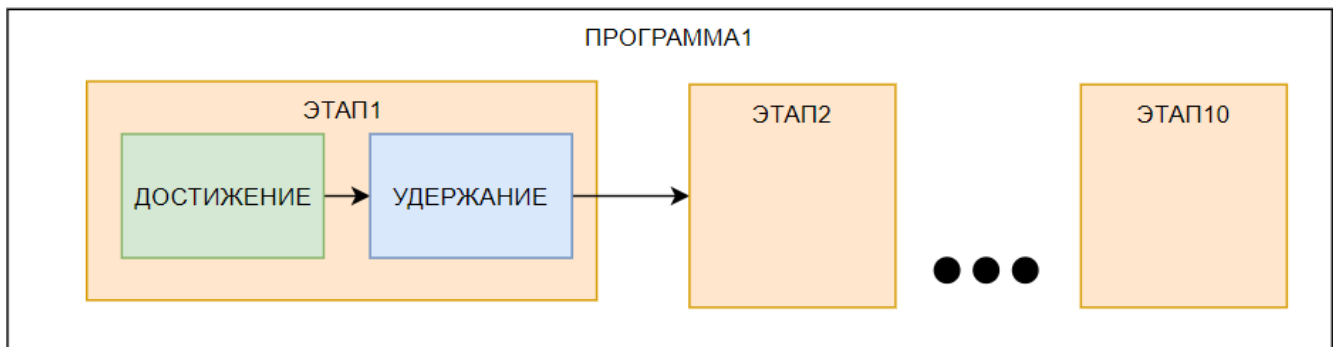 ПРОГРАММА1
ЭТАП1
ЭТАП2
ЭТАП10
ДОСТИЖЕНИЕ
УДЕРЖАНИЕ